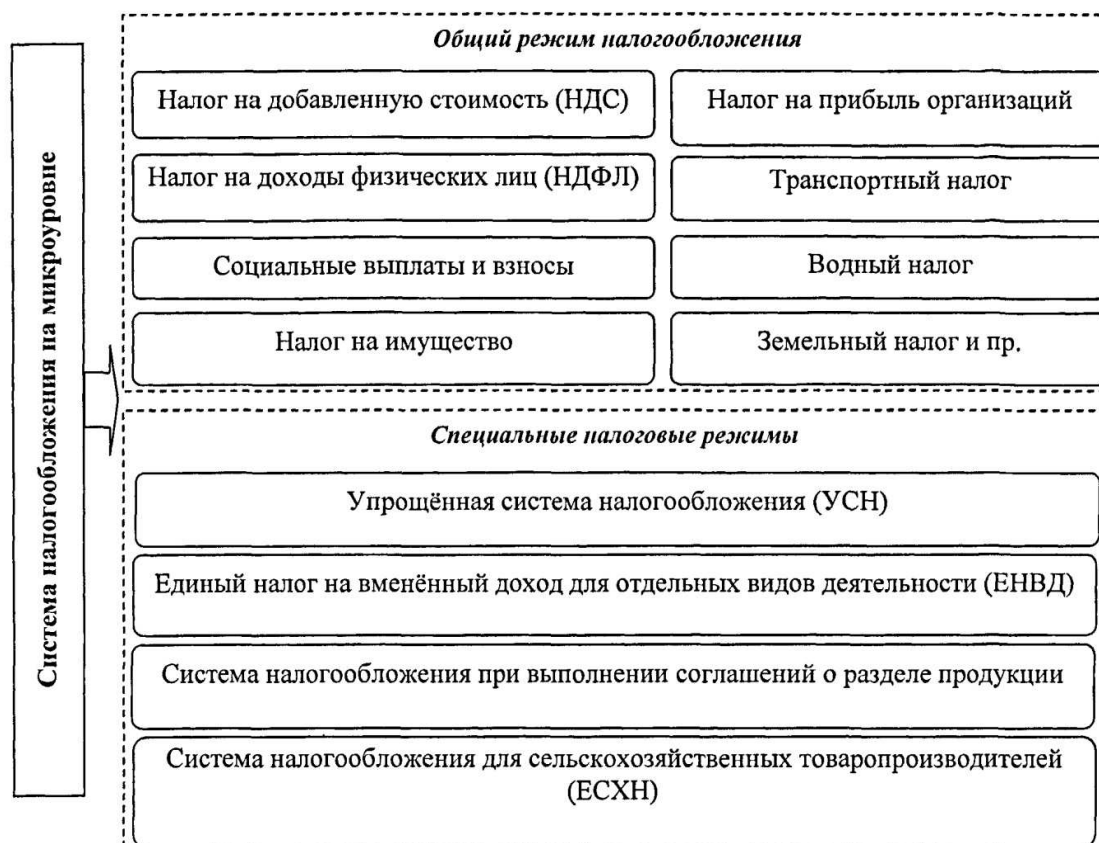 Система налогообложения на микроуровне
Общий режим налогообложения
Налог на добавленную стоимость (НДС)
Налог на прибыль организаций
Налог на доходы физических лиц (НДФЛ)
Транспортный налог
Социальные выплаты и взносы
Водный налог
Налог на имущество
Земельный налог и пр.
Специальные налоговые режимы
Упрощённая система налогообложения (УСН)
Единый налог на вменённый доход для отдельных видов деятельности (ЕНВД)
Система налогообложения при выполнении соглашений о разделе продукции
Система налогообложения для сельскохозяйственных товаропроизводителей
(ЕСХН)